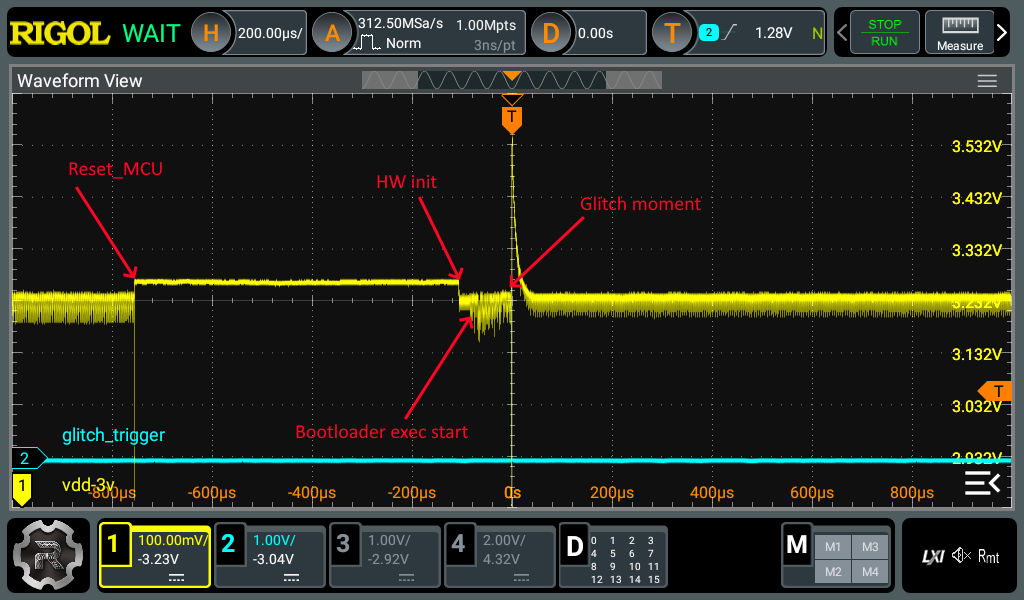 RIGOL WAIT H 200.00µs/ A 312.50MSa/s 1.00Mpts D 0.00s T 2 1.28V N STOP
Norm 3ns/pt RUN Measure
Waveform View
T
3.532V
Reset_MCU
HW init
3.432V
Glitch moment
3.332V
3.232V
3.132V
T
3.032V
Bootloader exec start
glitch_trigger
2 2.932V
1 vdd-3v
-800µs -600µs -400µs -200µs 0s 200µs 400µs 600µs 800µs
R 1 100.00mV/ 2 1.00V/ 3 1.00V/ 4 2.00V/ D 0 1 2 3 M M1 M3
-3.23V -3.04V -2.92V 4.32V 4 5 6 7 LXI Rmt
8 9 10 11 M2 M4
12 13 14 15